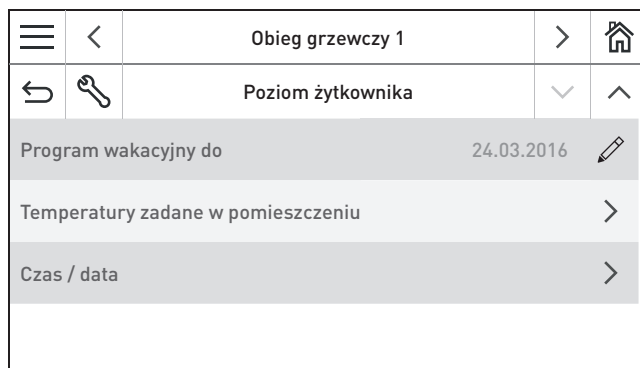 Obieg grzewczy 1
Poziom żytkownika
Program wakacyjny do 24.03.2016
Temperatury zadane w pomieszczeniu
Czas / data